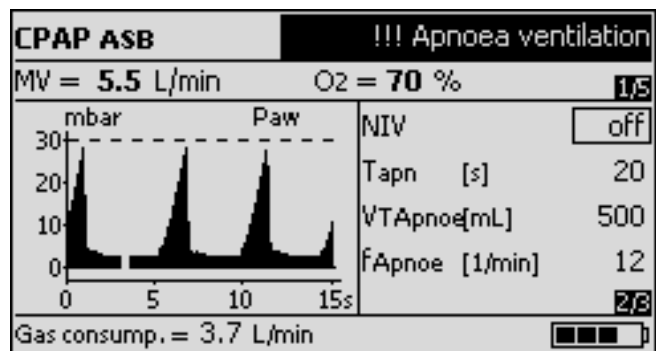 CPAP ASB
!!! Apnoea ventilation
MV = 5.5 L/min
O2 = 70 %
1/5
mbar
Paw
30
20
10
0
0
5
10
15s
NIV
off
Tapn [s] 20
VTApnoe[mL] 500
fApnoe [1/min] 12
2/3
Gas consump. = 3.7 L/min